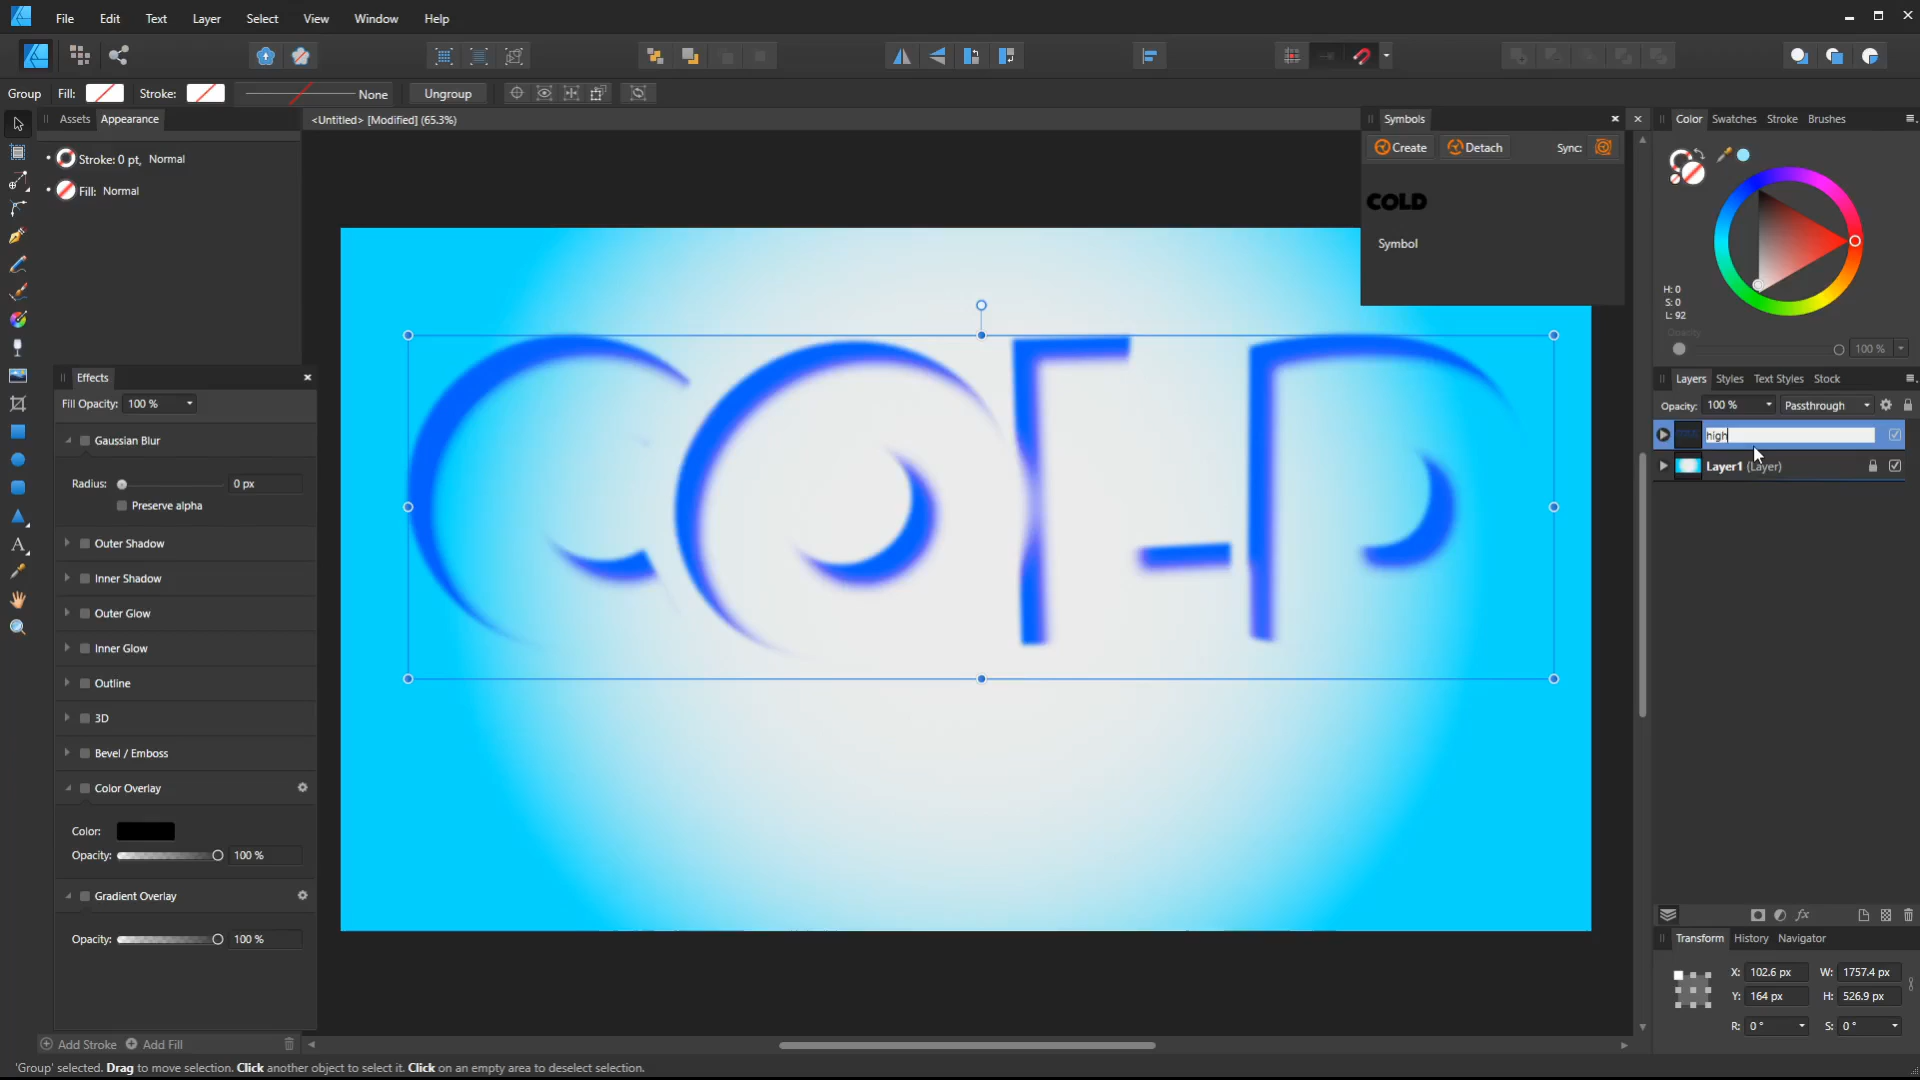 File Edit Text Layer Select View Window Help
Group Fill: Stroke: None Ungroup
Assets Appearance
<Untitled> [Modified] (65.3%)
Symbols
Color Swatches Stroke Brushes
Stroke: 0 pt, Normal
Fill: Normal
Create Detach Sync:
COLD
Symbol
H: 0
S: 0
L: 92
Opacity
100 %
Effects
Fill Opacity: 100 %
Gaussian Blur
Radius: 0 px
Preserve alpha
Outer Shadow
Inner Shadow
Outer Glow
Inner Glow
Outline
3D
Bevel / Emboss
Color Overlay
Color:
Opacity: 100 %
Gradient Overlay
Opacity: 100 %
Add Stroke Add Fill
COLD
Layers Styles Text Styles Stock
Opacity: 100 % Passthrough
high
Layer1 (Layer)
Transform History Navigator
X: 102.6 px W: 1757.4 px
Y: 164 px H: 526.9 px
R: 0 ° S: 0 °
'Group' selected. Drag to move selection. Click another object to select it. Click on an empty area to deselect selection.